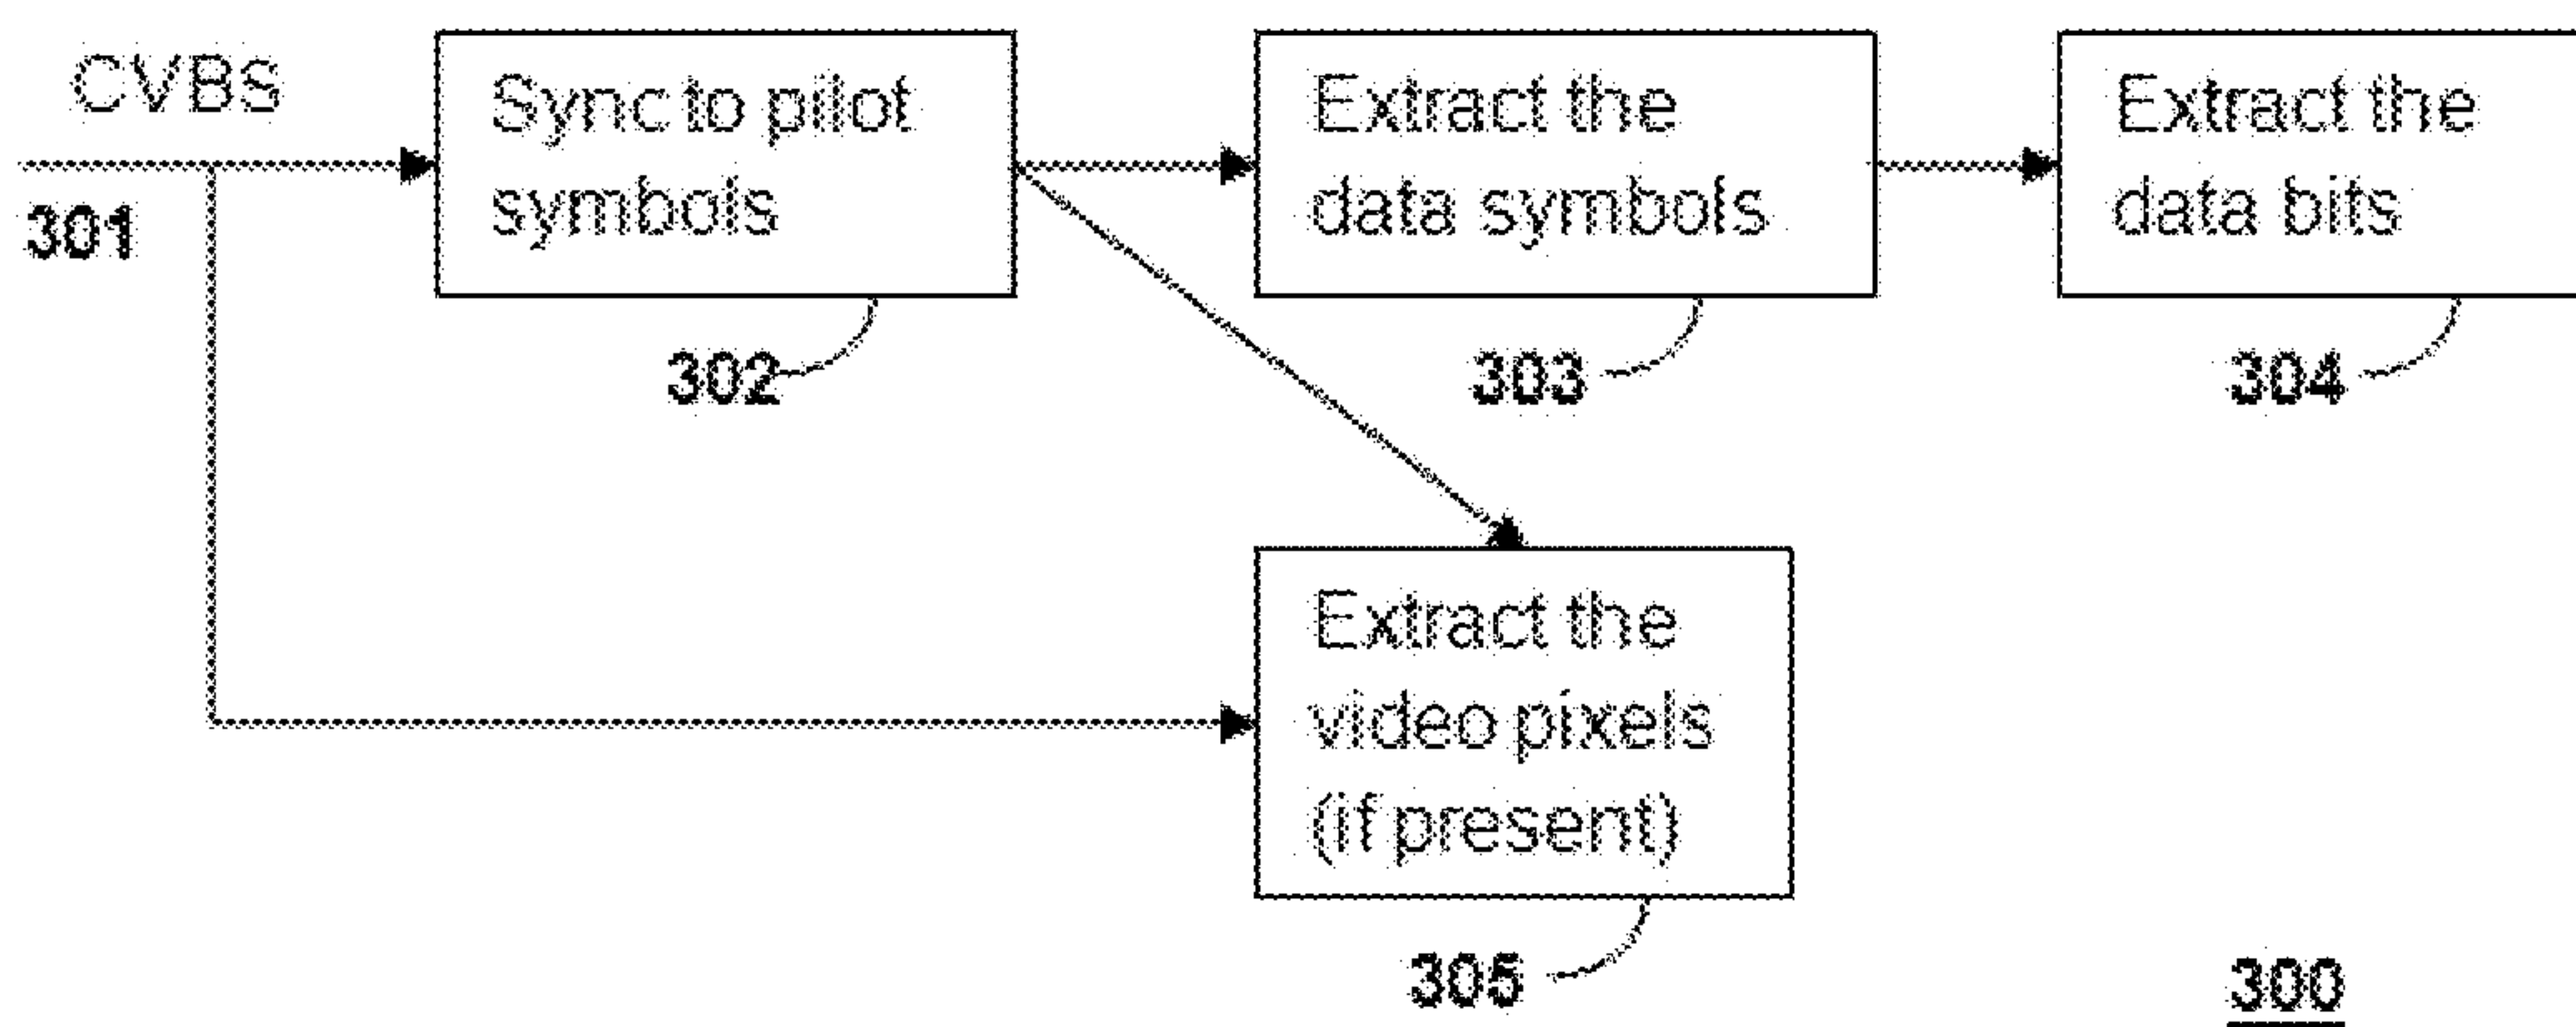 CVBS
301
Sync to pilot
symbols
302
Extract the
data symbols
303
Extract the
data bits
304
Extract the
video pixels
(if present)
305
300